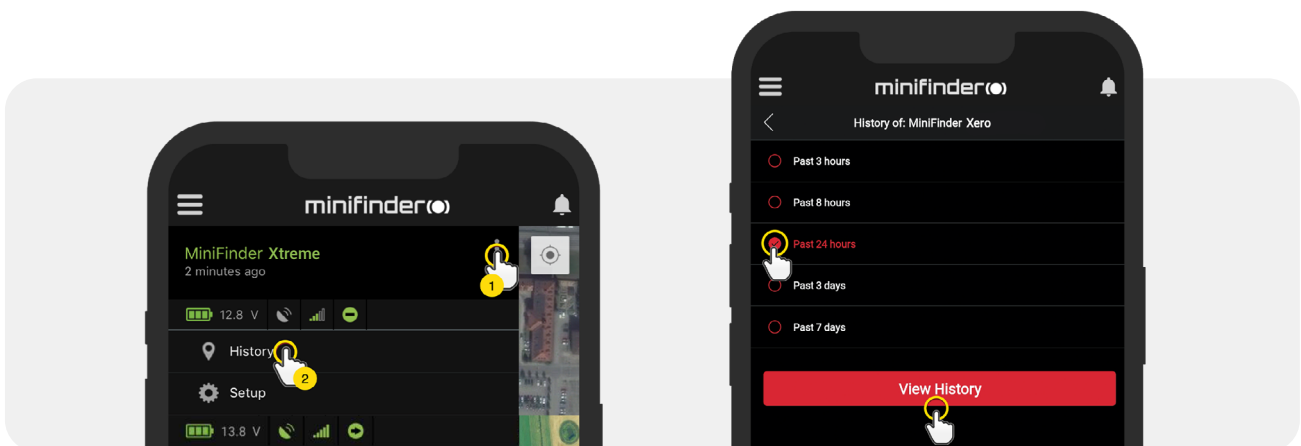 minifinder
MiniFinder Xtreme
2 minutes ago
1
12.8 V
History
2
Setup
13.8 V
minifinder
History of: MiniFinder Xero
Past 3 hours
Past 8 hours
Past 24 hours
Past 3 days
Past 7 days
View History